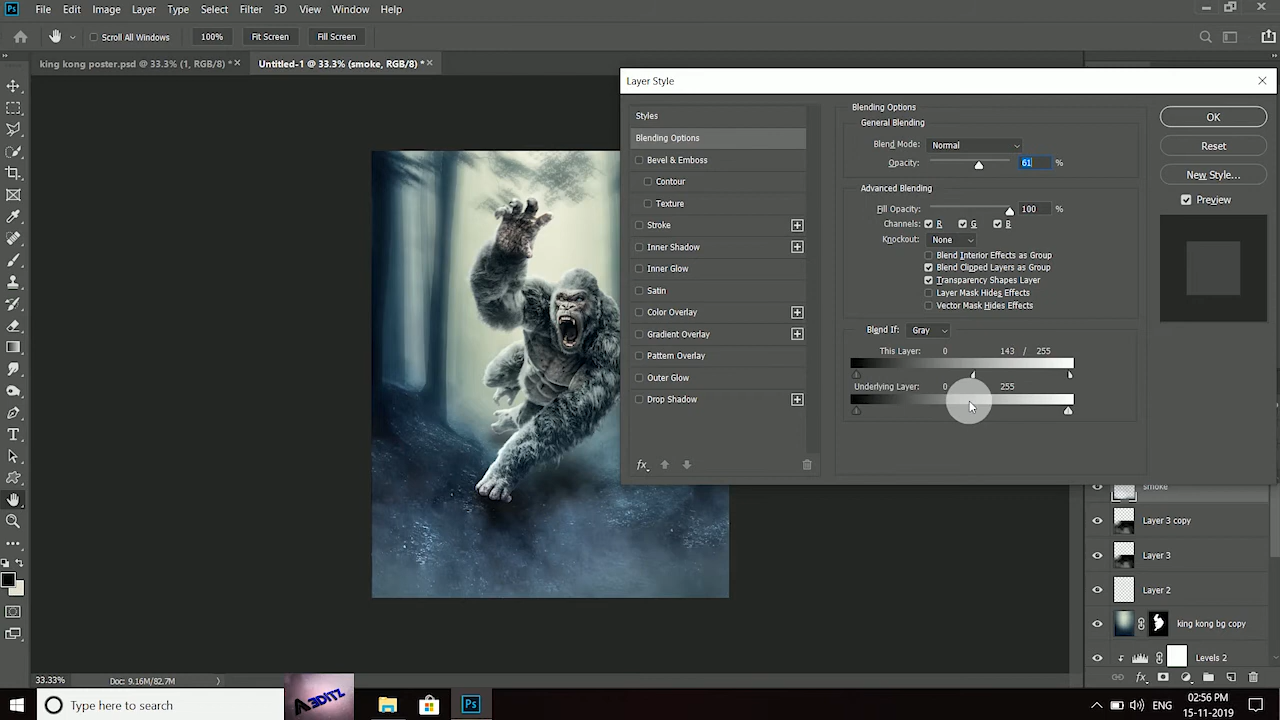 Ps File Edit Image Layer Type Select Filter 3D View Window Help
Scroll All Windows 100% Fit Screen Fill Screen
king kong poster.psd @ 33.3% (1, RGB/8) * Untitled-1 @ 33.3% (smoke, RGB/8) *
Layer Style
Styles
Blending Options
Bevel & Emboss
Contour
Texture
Stroke
Inner Shadow
Inner Glow
Satin
Color Overlay
Gradient Overlay
Pattern Overlay
Outer Glow
Drop Shadow
fx
Blending Options
General Blending
Blend Mode: Normal
Opacity: 61 %
Advanced Blending
Fill Opacity: 100 %
Channels: R G B
Knockout: None
Blend Interior Effects as Group
Blend Clipped Layers as Group
Transparency Shapes Layer
Layer Mask Hides Effects
Vector Mask Hides Effects
Blend If: Gray
This Layer: 0 143 / 255
Underlying Layer: 0 255
OK
Reset
New Style...
Preview
smoke
Layer 3 copy
Layer 3
Layer 2
king kong bg copy
Levels 2
fx
33.33% Doc: 9.16M/82.7M
Type here to search
A3DITZ
Ps
ENG
02:56 PM
15-11-2019